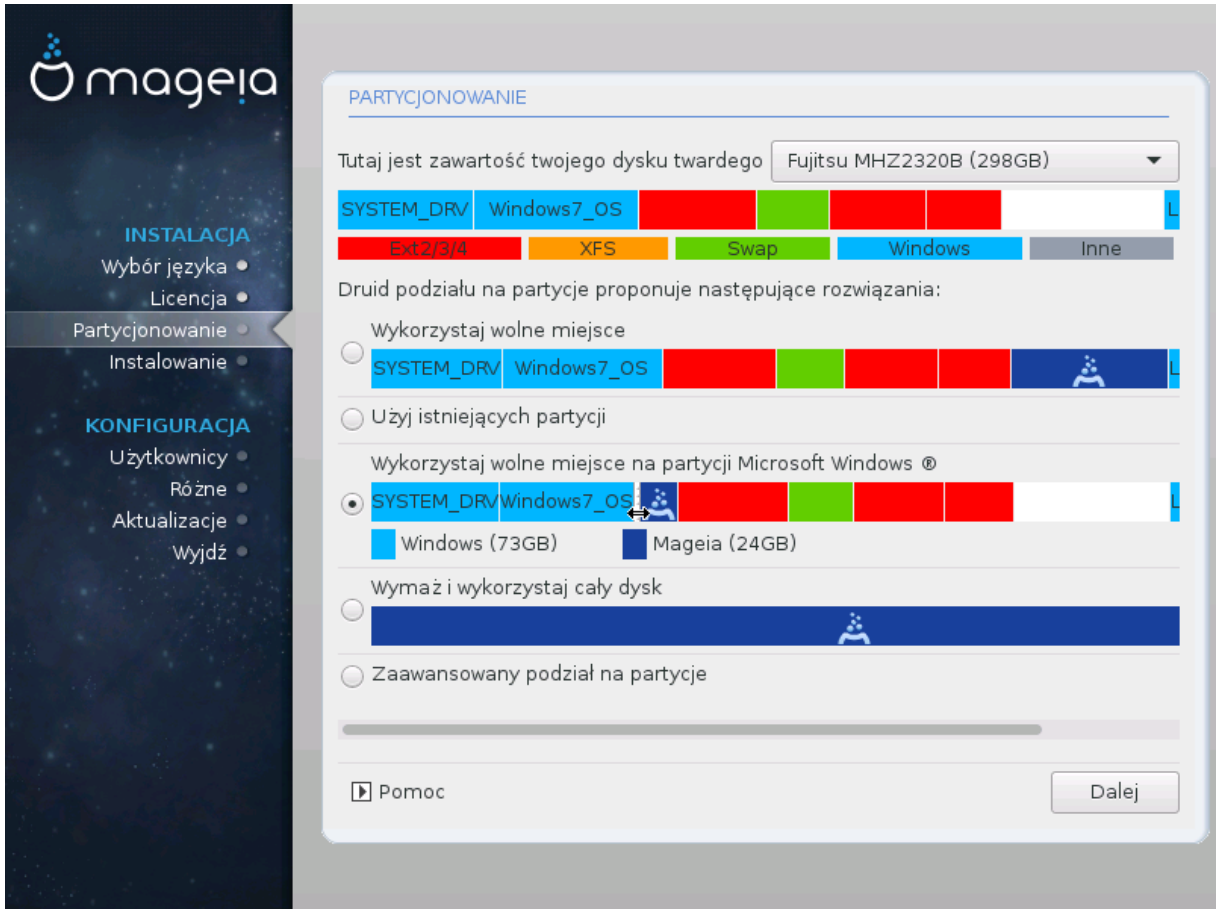 mageia
INSTALACJA
Wybór języka
Licencja
Partycjonowanie
Instalowanie
KONFIGURACJA
Użytkownicy
Różne
Aktualizacje
Wyjdź
PARTYCJONOWANIE
Tutaj jest zawartość twojego dysku twardego Fujitsu MHZ2320B (298GB)
SYSTEM_DRV Windows7_OS L
Ext2/3/4 XFS Swap Windows Inne
Druid podziału na partycje proponuje następujące rozwiązania:
Wykorzystaj wolne miejsce
SYSTEM_DRV Windows7_OS L
Użyj istniejących partycji
Wykorzystaj wolne miejsce na partycji Microsoft Windows ®
SYSTEM_DRV Windows7_OS L
Windows (73GB) Mageia (24GB)
Wymaż i wykorzystaj cały dysk
Zaawansowany podział na partycje
Pomoc Dalej